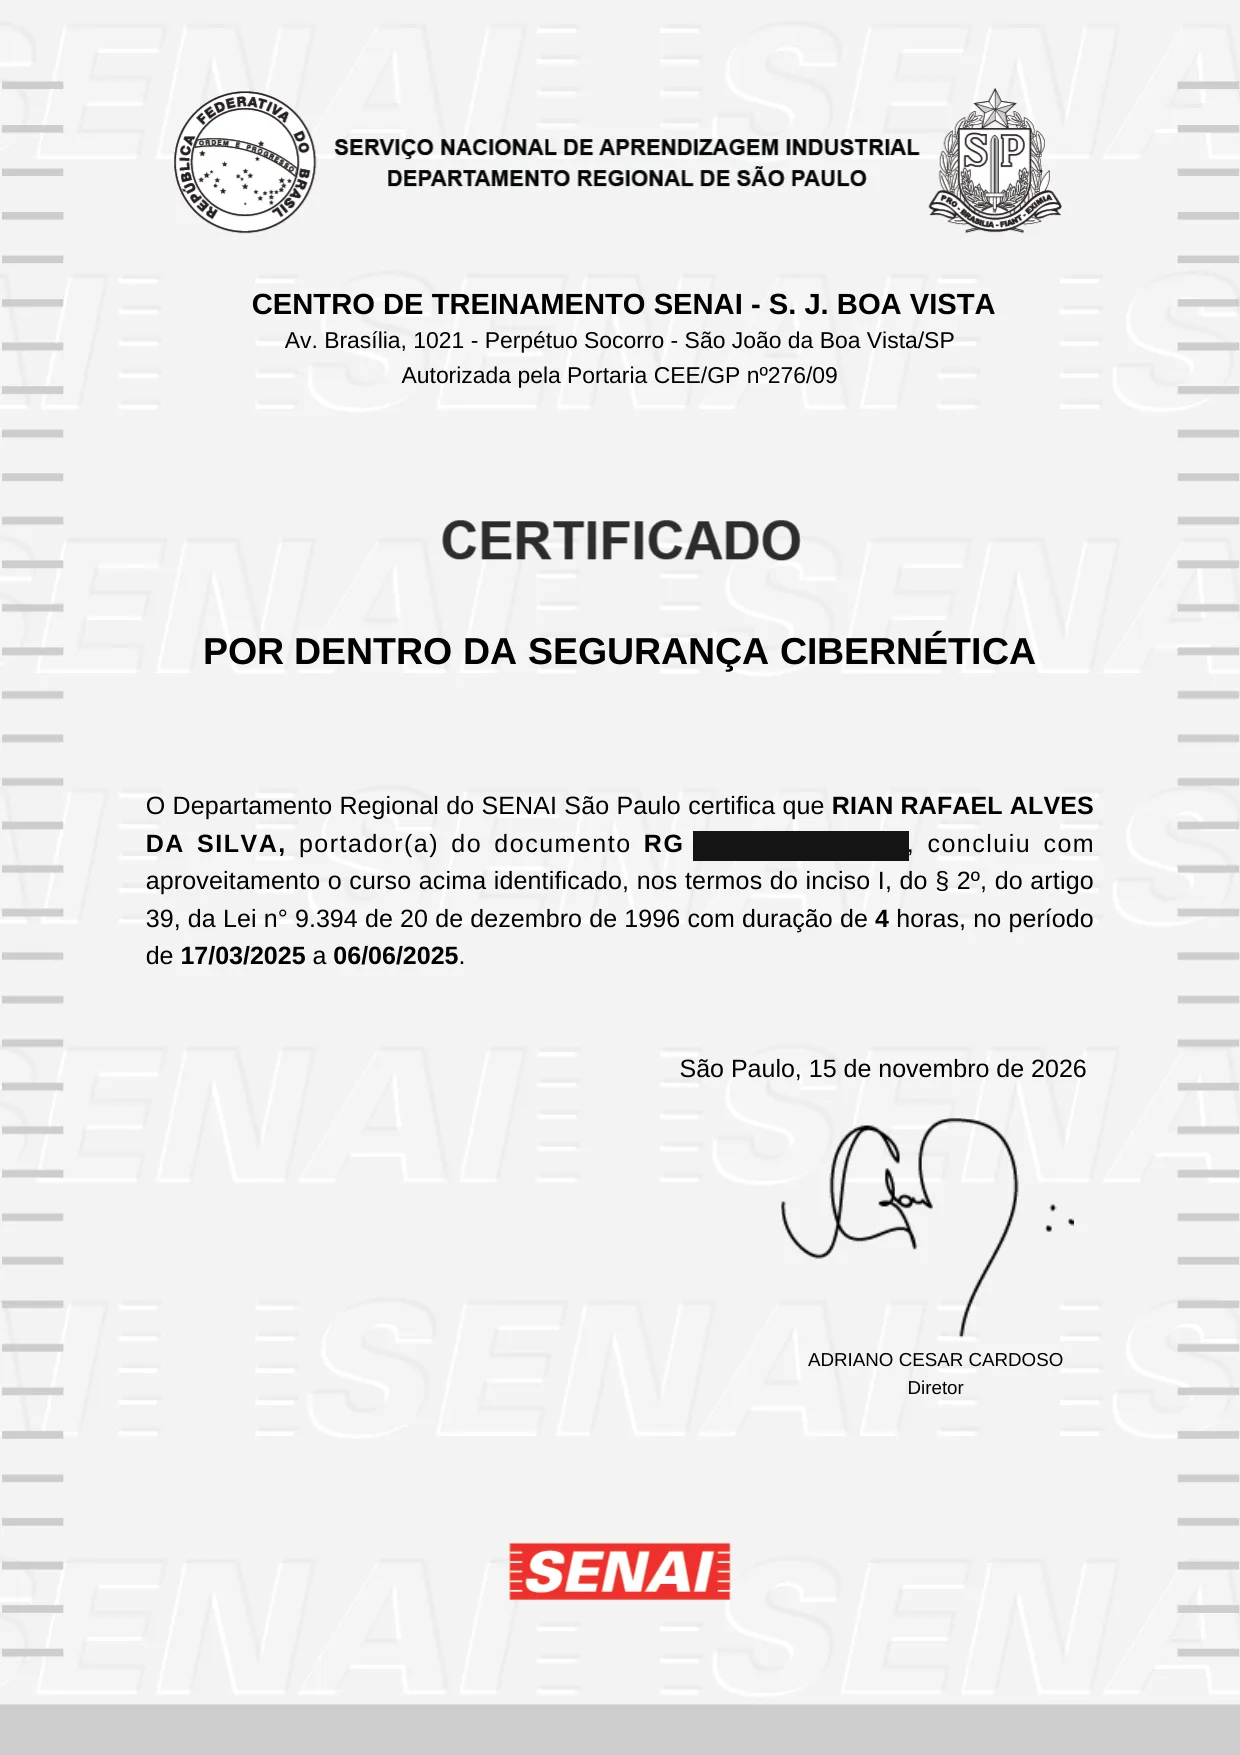 REPÚBLICA FEDERATIVA DO BRASIL
ORDEM E PROGRESSO
SERVIÇO NACIONAL DE APRENDIZAGEM INDUSTRIAL
DEPARTAMENTO REGIONAL DE SÃO PAULO
SP
PRO - BRASILIA - FIANT - EXIMIA
CENTRO DE TREINAMENTO SENAI - S. J. BOA VISTA
Av. Brasília, 1021 - Perpétuo Socorro - São João da Boa Vista/SP
Autorizada pela Portaria CEE/GP nº276/09
CERTIFICADO
POR DENTRO DA SEGURANÇA CIBERNÉTICA
O Departamento Regional do SENAI São Paulo certifica que RIAN RAFAEL ALVES
DA SILVA, portador(a) do documento RG , concluiu com
aproveitamento o curso acima identificado, nos termos do inciso I, do § 2º, do artigo
39, da Lei n° 9.394 de 20 de dezembro de 1996 com duração de 4 horas, no período
de 17/03/2025 a 06/06/2025.
São Paulo, 15 de novembro de 2026
ADRIANO CESAR CARDOSO
Diretor
SENAI